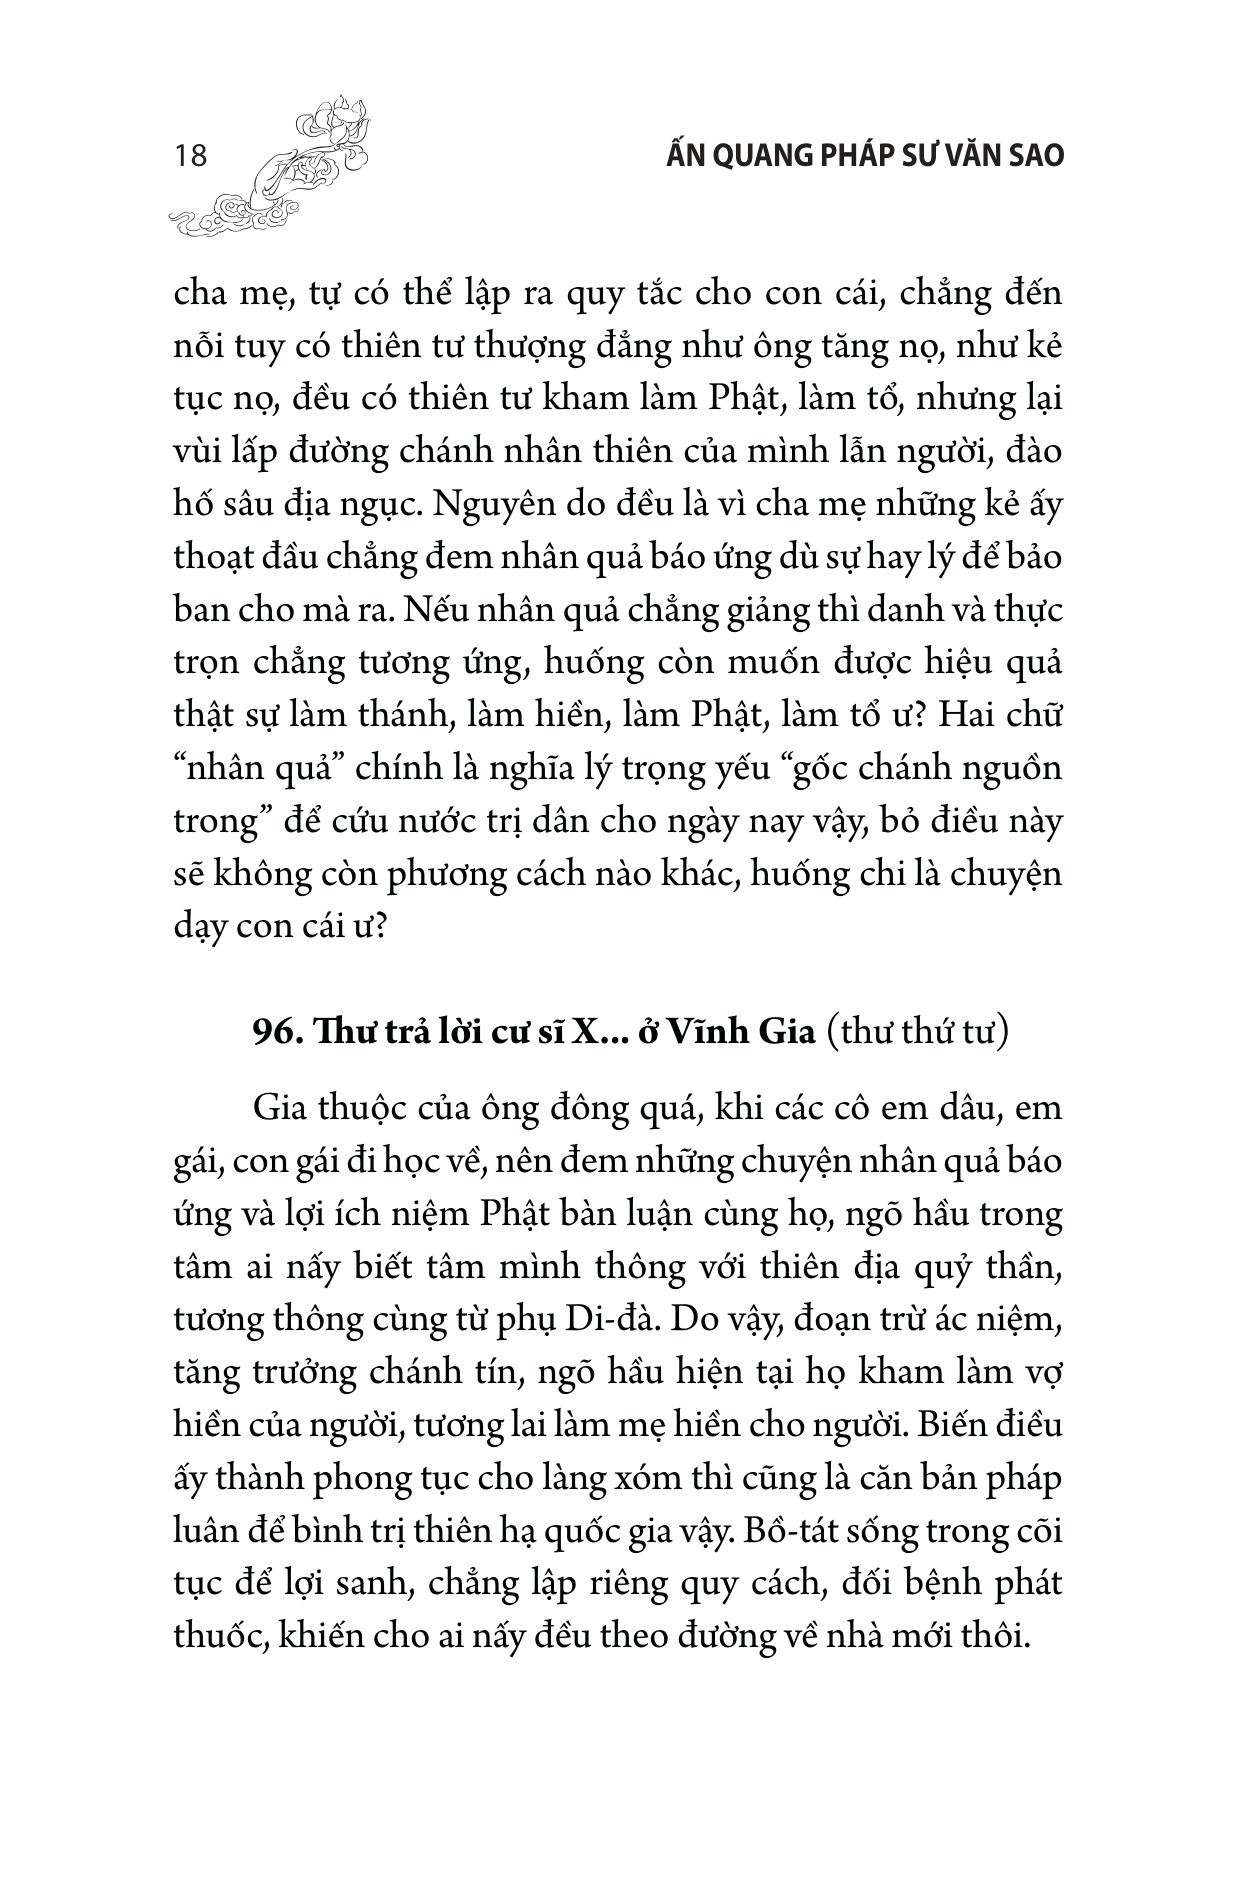 18
ẤN QUANG PHÁP SƯ VĂN SAO
cha mẹ, tự có thể lập ra quy tắc cho con cái, chẳng đến
nỗi tuy có thiên tư thượng đẳng như ông tăng nọ, như kẻ
tục nọ, đều có thiên tư kham làm Phật, làm tổ, nhưng lại
vùi lấp đường chánh nhân thiên của mình lẫn người, đào
hố sâu địa ngục. Nguyên do đều là vì cha mẹ những kẻ ấy
thoạt đầu chẳng đem nhân quả báo ứng dù sự hay lý để bảo
ban cho mà ra. Nếu nhân quả chẳng giảng thì danh và thực
trọn chẳng tương ứng, huống còn muốn được hiệu quả
thật sự làm thánh, làm hiền, làm Phật, làm tổ ư? Hai chữ
“nhân quả” chính là nghĩa lý trọng yếu “gốc chánh nguồn
trong” để cứu nước trị dân cho ngày nay vậy, bỏ điều này
sẽ không còn phương cách nào khác, huống chi là chuyện
dạy con cái ư?
96. Thư trả lời cư sĩ X... ở Vĩnh Gia (thư thứ tư)
Gia thuộc của ông đông quá, khi các cô em dâu, em
gái, con gái đi học về, nên đem những chuyện nhân quả báo
ứng và lợi ích niệm Phật bàn luận cùng họ, ngõ hầu trong
tâm ai nấy biết tâm mình thông với thiên địa quỷ thần,
tương thông cùng từ phụ Di-đà. Do vậy, đoạn trừ ác niệm,
tăng trưởng chánh tín, ngõ hầu hiện tại họ kham làm vợ
hiền của người, tương lai làm mẹ hiền cho người. Biến điều
ấy thành phong tục cho làng xóm thì cũng là căn bản pháp
luân để bình trị thiên hạ quốc gia vậy. Bồ-tát sống trong cõi
tục để lợi sanh, chẳng lập riêng quy cách, đối bệnh phát
thuốc, khiến cho ai nấy đều theo đường về nhà mới thôi.